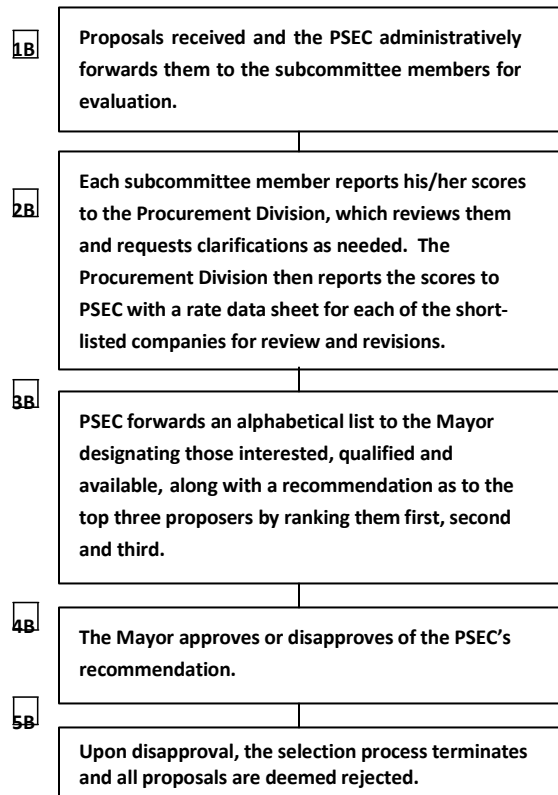 1B
Proposals received and the PSEC administratively
forwards them to the subcommittee members for
evaluation.
2B
Each subcommittee member reports his/her scores
to the Procurement Division, which reviews them
and requests clarifications as needed. The
Procurement Division then reports the scores to
PSEC with a rate data sheet for each of the short-
listed companies for review and revisions.
3B
PSEC forwards an alphabetical list to the Mayor
designating those interested, qualified and
available, along with a recommendation as to the
top three proposers by ranking them first, second
and third.
4B
The Mayor approves or disapproves of the PSEC’s
recommendation.
5B
Upon disapproval, the selection process terminates
and all proposals are deemed rejected.